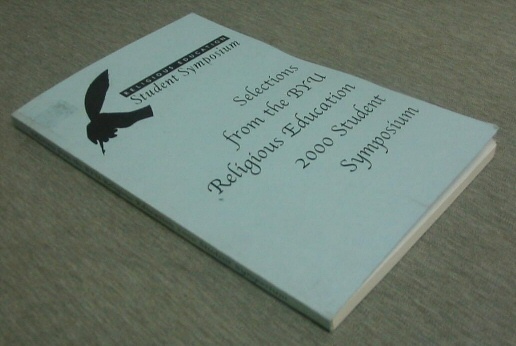 RELIGIOUS EDUCATION
Student Symposium
Selections
from the BYU
Religious Education
2000 Student
Symposium